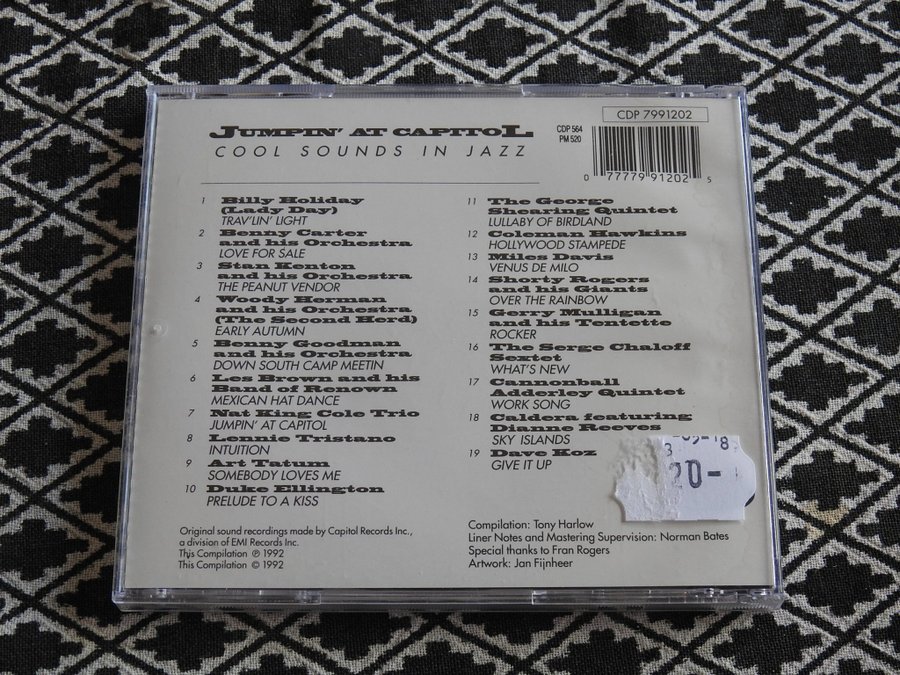 JUMPIN' AT CAPITOL
COOL SOUNDS IN JAZZ
CDP 564
PM 520
CDP 7991202
0 77779 91202 5
1 Billy Holiday
(Lady Day)
TRAV'LIN' LIGHT
2 Benny Carter
and his Orchestra
LOVE FOR SALE
3 Stan Kenton
and his Orchestra
THE PEANUT VENDOR
4 Woody Herman
and his Orchestra
(The Second Herd)
EARLY AUTUMN
5 Benny Goodman
and his Orchestra
DOWN SOUTH CAMP MEETIN
6 Les Brown and his
Band of Renown
MEXICAN HAT DANCE
7 Nat King Cole Trio
JUMPIN' AT CAPITOL
8 Lennie Tristano
INTUITION
9 Art Tatum
SOMEBODY LOVES ME
10 Duke Ellington
PRELUDE TO A KISS
11 The George
Shearing Quintet
LULLABY OF BIRDLAND
12 Coleman Hawkins
HOLLYWOOD STAMPEDE
13 Miles Davis
VENUS DE MILO
14 Shorty Rogers
and his Giants
OVER THE RAINBOW
15 Gerry Mulligan
and his Tentette
ROCKER
16 The Serge Chaloff
Sextet
WHAT'S NEW
17 Cannonball
Adderley Quintet
WORK SONG
18 Caldera featuring
Dianne Reeves
SKY ISLANDS
19 Dave Koz
GIVE IT UP
20-
Original sound recordings made by Capitol Records Inc.,
a division of EMI Records Inc.
This Compilation ℗ 1992
This Compilation © 1992
Compilation: Tony Harlow
Liner Notes and Mastering Supervision: Norman Bates
Special thanks to Fran Rogers
Artwork: Jan Fijnheer